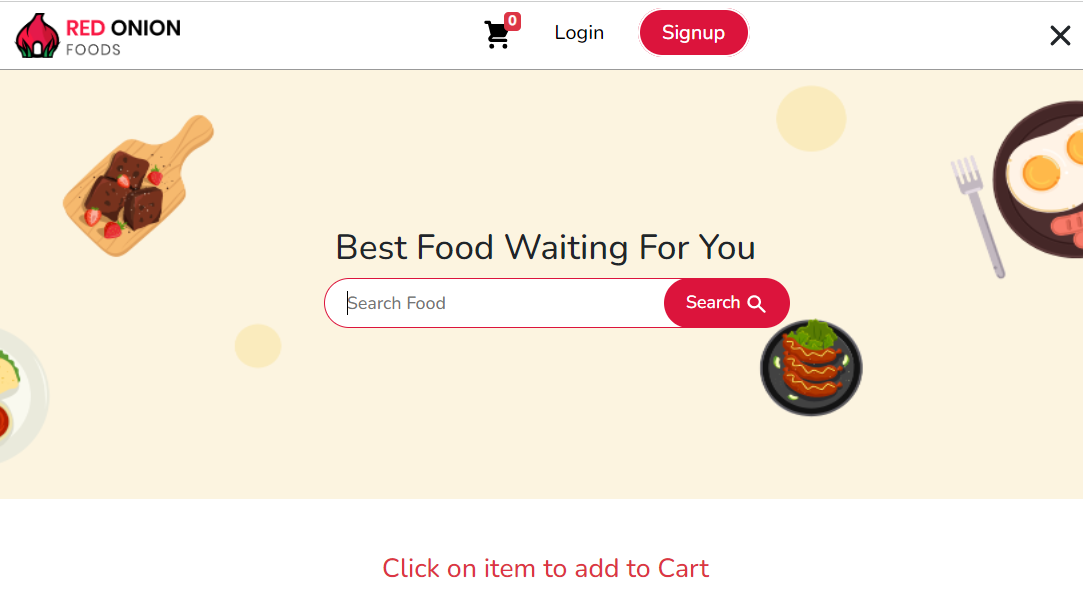 RED ONION
FOODS
0
Login
Signup
Best Food Waiting For You
Search Food
Search
Click on item to add to Cart